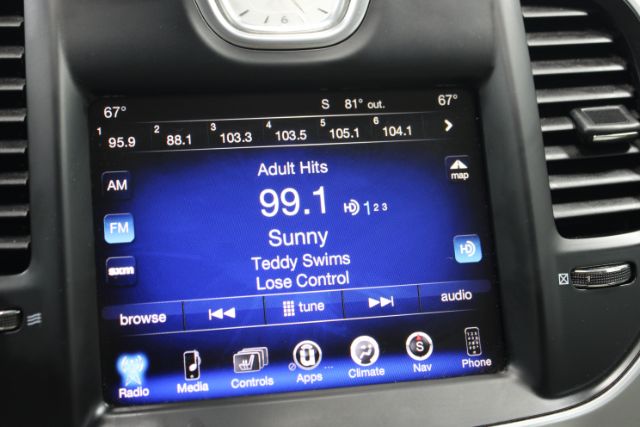 67° S 81° out. 67°
1 95.9 2 88.1 3 103.3 4 103.5 5 105.1 6 104.1
Adult Hits
AM
map
99.1 HD 1 2 3
FM
Sunny
HD
Teddy Swims
sxm
Lose Control
browse tune audio
Radio Media Controls Apps Climate Nav Phone
S